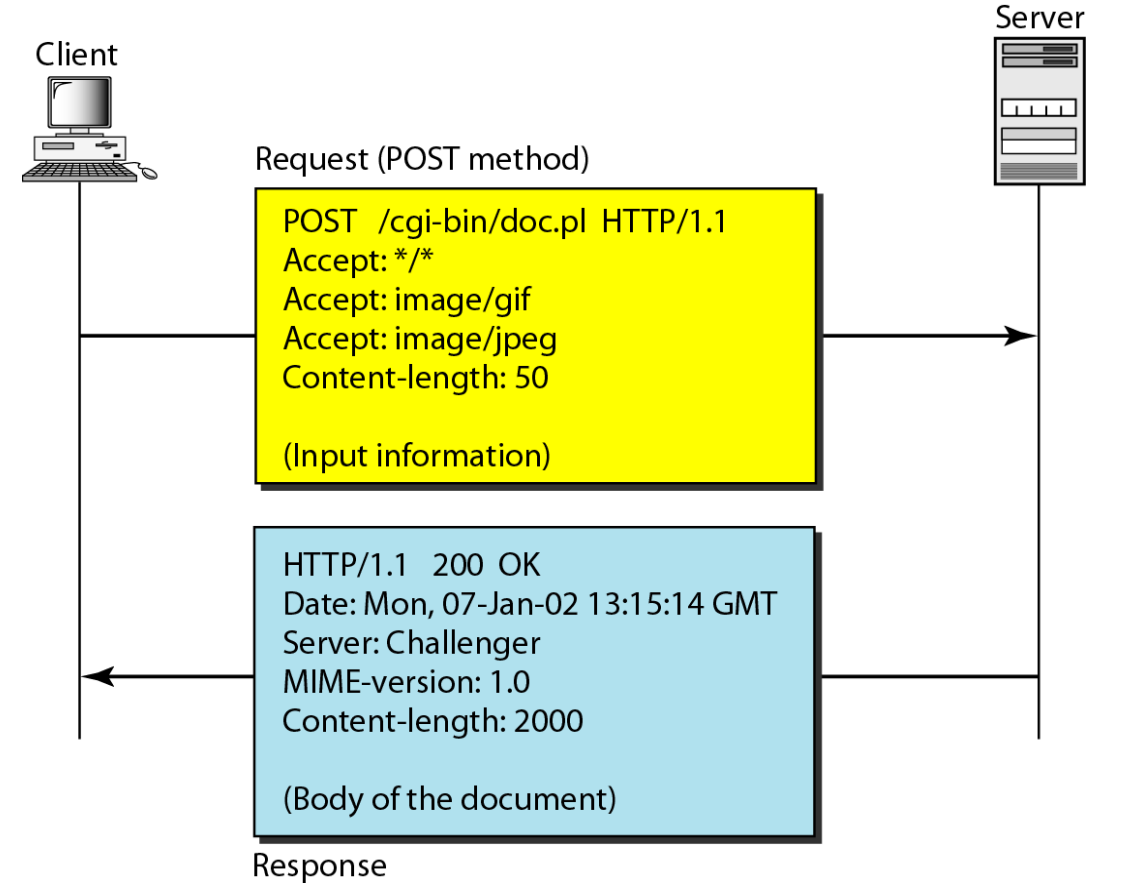 Server
Client
Request (POST method)
POST /cgi-bin/doc.pl HTTP/1.1
Accept: */*
Accept: image/gif
Accept: image/jpeg
Content-length: 50
(Input information)
HTTP/1.1 200 OK
Date: Mon, 07-Jan-02 13:15:14 GMT
Server: Challenger
MIME-version: 1.0
Content-length: 2000
(Body of the document)
Response